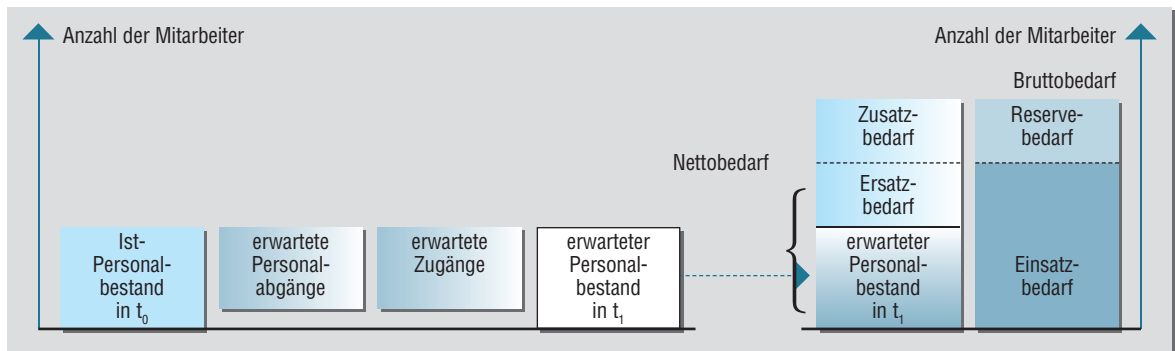 Anzahl der Mitarbeiter
Ist-
Personal-
bestand
in t₀
erwartete
Personal-
abgänge
erwartete
Zugänge
erwarteter
Personal-
bestand
in t₁
Anzahl der Mitarbeiter
Bruttobedarf
Nettobedarf
Zusatz-
bedarf
Ersatz-
bedarf
erwarteter
Personal-
bestand
in t₁
Reserve-
bedarf
Einsatz-
bedarf